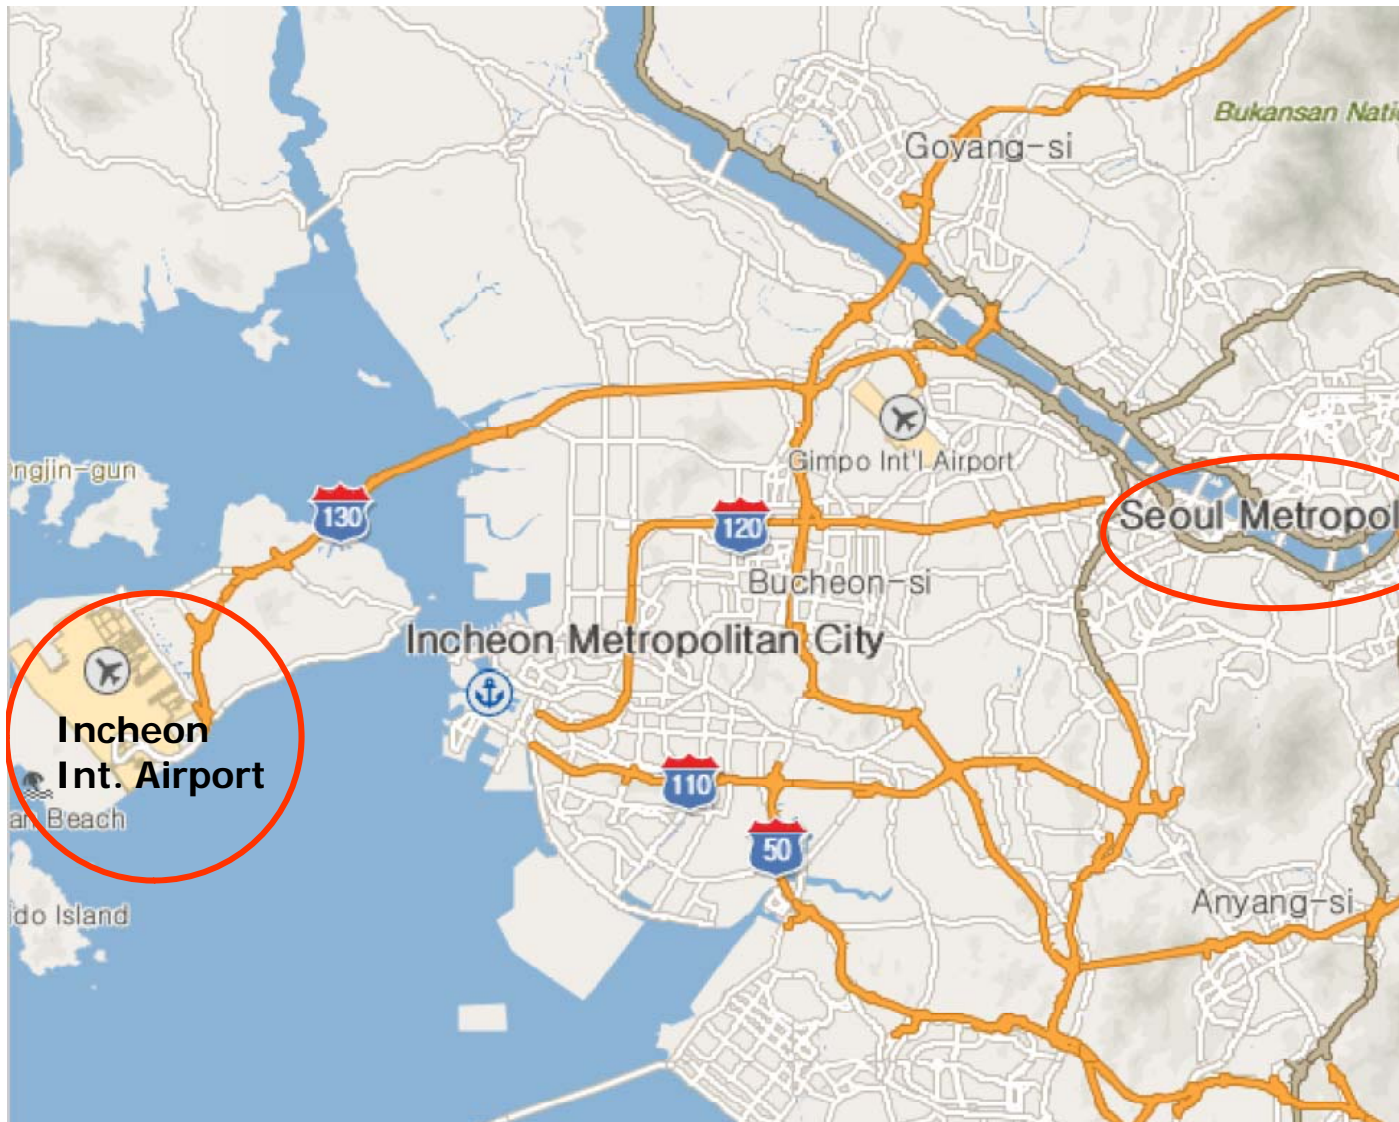 Bukansan Nati
Goyang-si
Gimpo Int'l Airport
ngjin-gun
130
120
Seoul Metropol
Bucheon-si
Incheon Metropolitan City
Incheon
Int. Airport
110
an Beach
50
Anyang-si
do Island